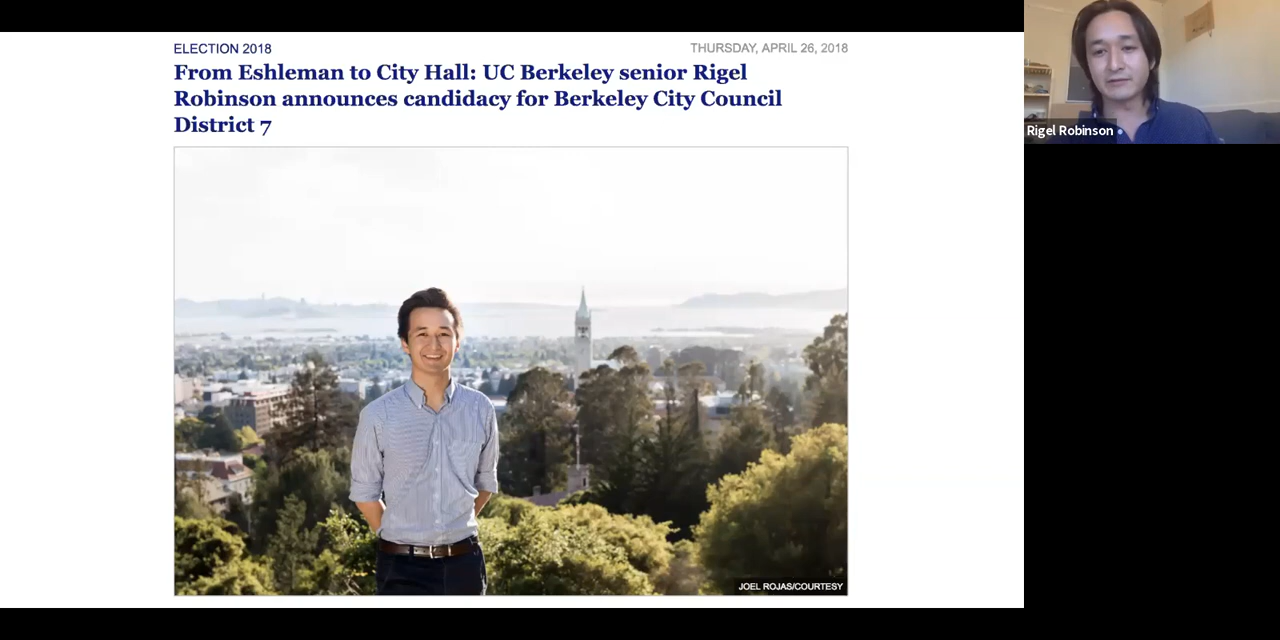 ELECTION 2018
THURSDAY, APRIL 26, 2018
From Eshleman to City Hall: UC Berkeley senior Rigel
Robinson announces candidacy for Berkeley City Council
District 7
JOEL ROJAS/COURTESY
Rigel Robinson